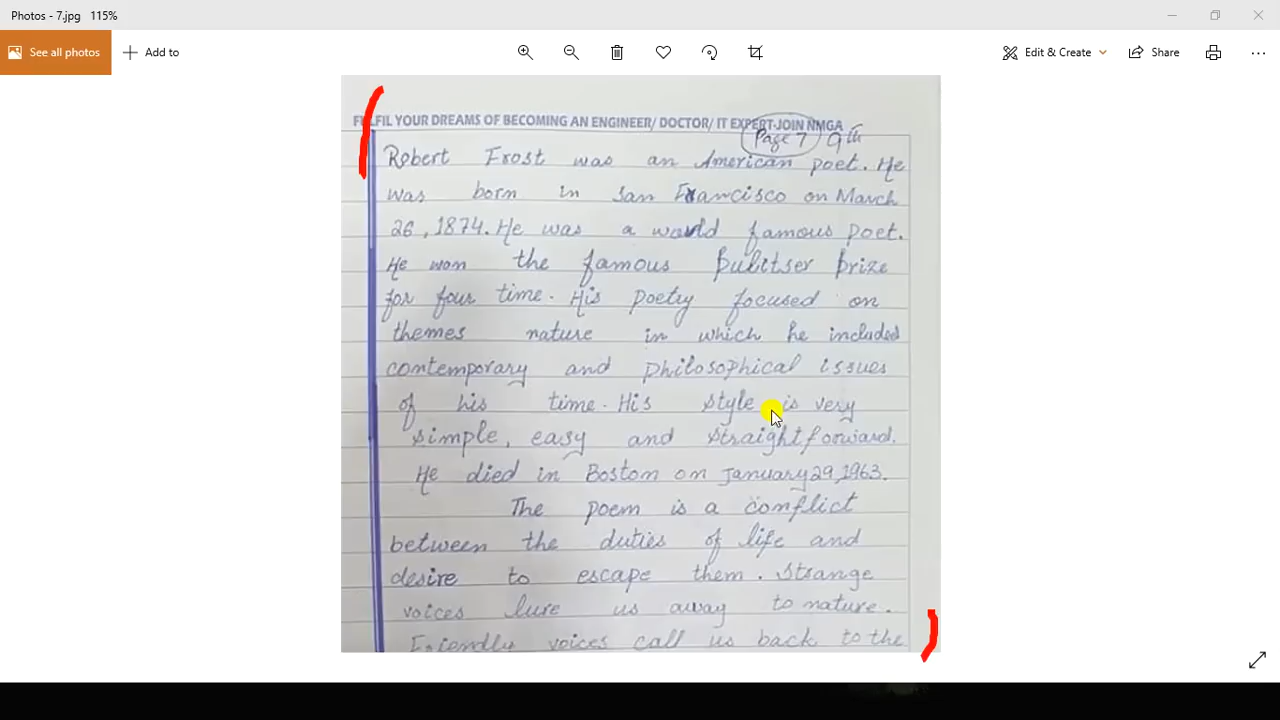 Photos - 7.jpg 115%
See all photos
Add to
Edit & Create
Share
FULFIL YOUR DREAMS OF BECOMING AN ENGINEER/ DOCTOR/ IT EXPERT-JOIN NMGA
Page 7 9th
Robert Frost was an American poet. He
was born in San Francisco on March
26, 1874. He was a world famous poet.
He won the famous Pulitser Prize
for four time. His poetry focused on
themes nature in which he included
contemporary and philosophical issues
of his time. His style is very
simple, easy and straightforward.
He died in Boston on January 29, 1963.
The poem is a conflict
between the duties of life and
desire to escape them. Strange
voices lure us away to nature.
Friendly voices call us back to the